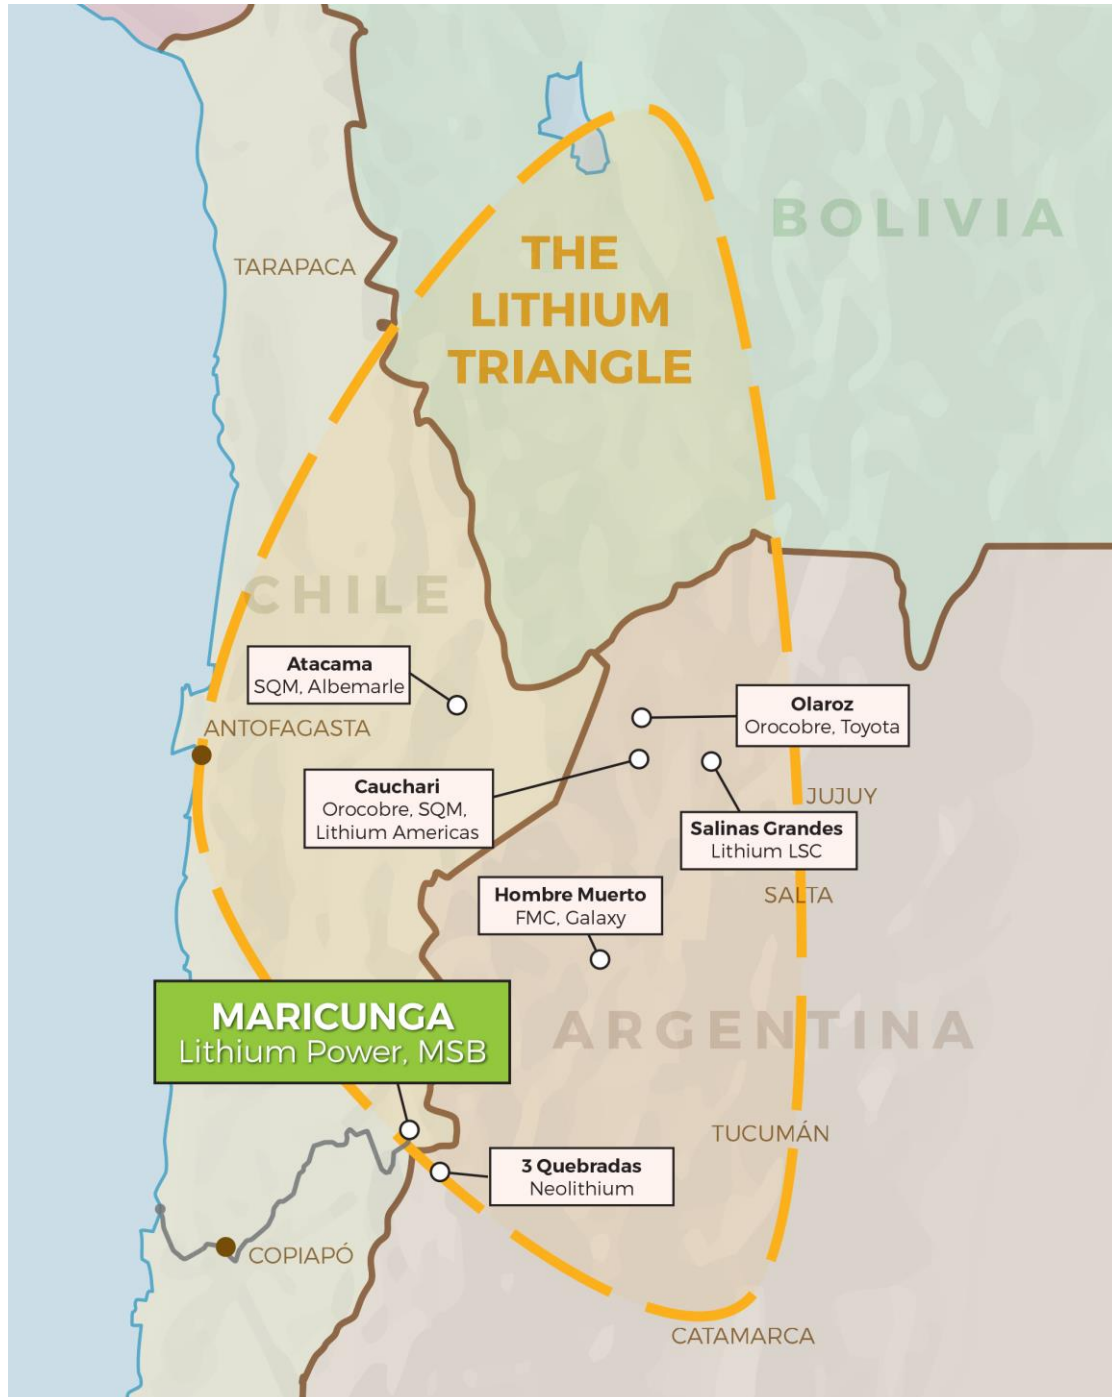 BOLIVIA
THE
LITHIUM
TRIANGLE
TARAPACA
CHILE
Atacama
SQM, Albemarle
ANTOFAGASTA
Olaroz
Orocobre, Toyota
Cauchari
Orocobre, SQM,
Lithium Americas
JUJUY
Salinas Grandes
Lithium LSC
SALTA
Hombre Muerto
FMC, Galaxy
MARICUNGA
Lithium Power, MSB
ARGENTINA
TUCUMÁN
3 Quebradas
Neolithium
COPIAPÓ
CATAMARCA